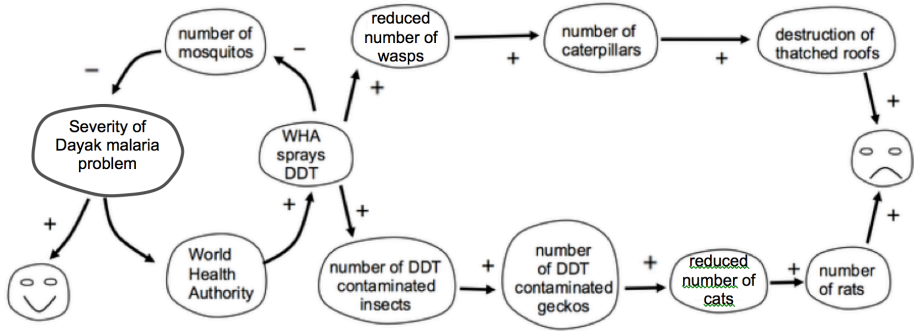 number of
mosquitos
−
−
Severity of
Dayak malaria
problem
+
World
Health
Authority
+
WHA
sprays
DDT
+
reduced
number of
wasps
+
number of
caterpillars
+
destruction of
thatched roofs
+
+
number of DDT
contaminated
insects
+
number
of DDT
contaminated
geckos
+
reduced
number of
cats
+
number
of rats
+